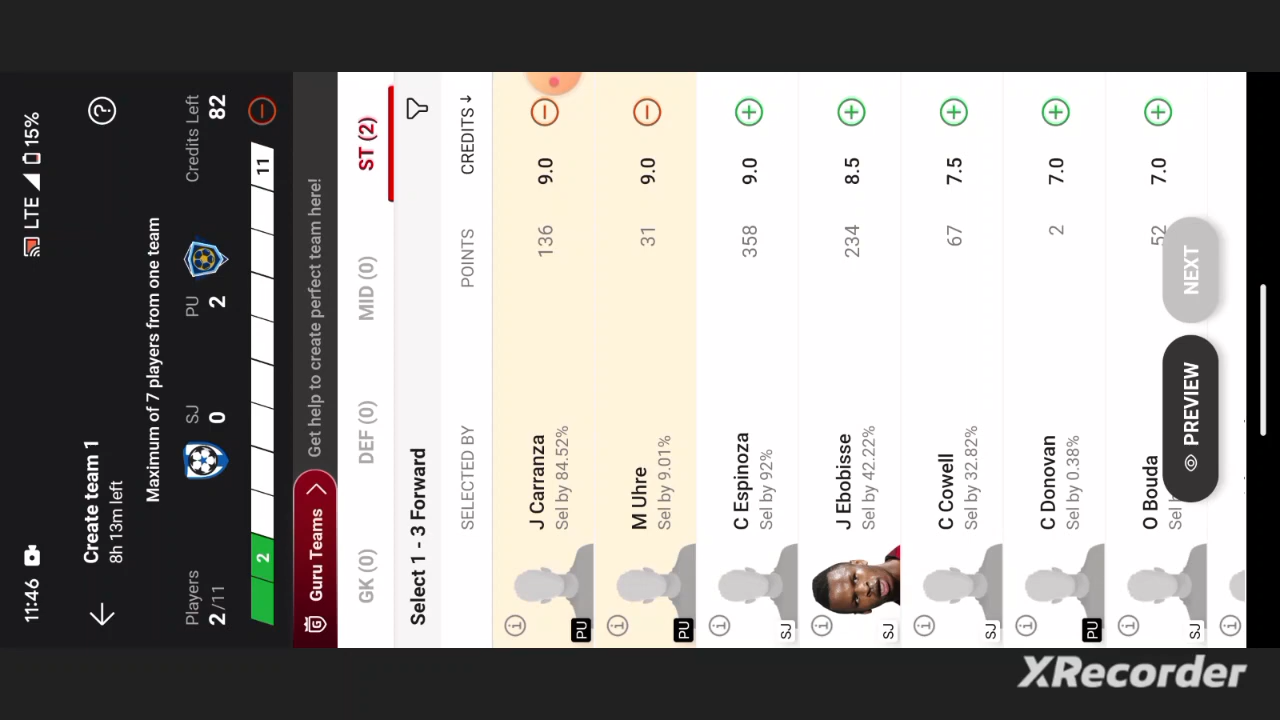 11:46 LTE 15%
Create team 1
8h 13m left
?
Maximum of 7 players from one team
Players SJ PU Credits Left
2/11 0 2 82
2 11
G Guru Teams Get help to create perfect team here!
GK (0) DEF (0) MID (0) ST (2)
Select 1 - 3 Forward
SELECTED BY POINTS CREDITS
J Carranza
PU Sel by 84.52% 136 9.0
M Uhre
PU Sel by 9.01% 31 9.0
C Espinoza
SJ Sel by 92% 358 9.0
J Ebobisse
SJ Sel by 42.22% 234 8.5
C Cowell
SJ Sel by 32.82% 67 7.5
C Donovan
PU Sel by 0.38% 2 7.0
O Bouda
SJ Sel 52 7.0
PREVIEW NEXT
XRecorder